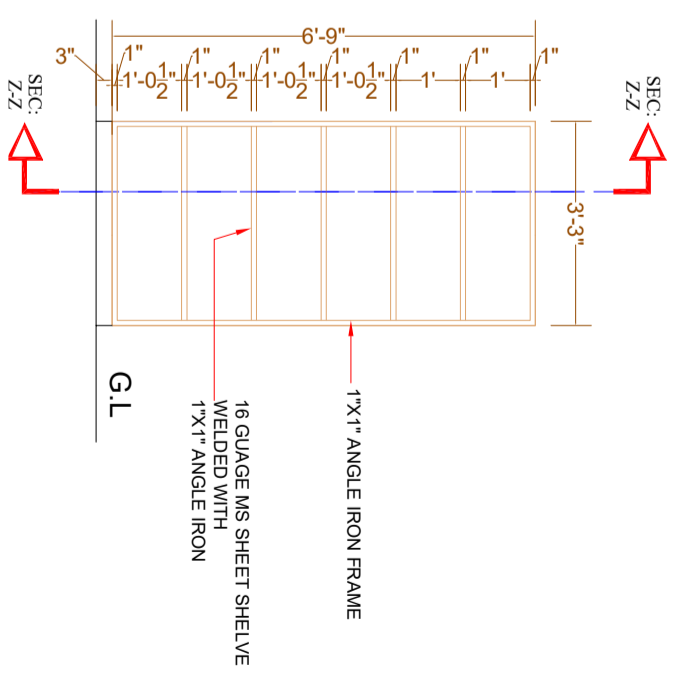 6'-9"
3"
1"
1"
1"
1"
1"
1"
1"
1'-0½"
1'-0½"
1'-0½"
1'-0½"
1'
1'
SEC:
Z-Z
SEC:
Z-Z
3'-3"
G.L
1"X1" ANGLE IRON FRAME
16 GUAGE MS SHEET SHELVE
WELDED WITH
1"X1" ANGLE IRON